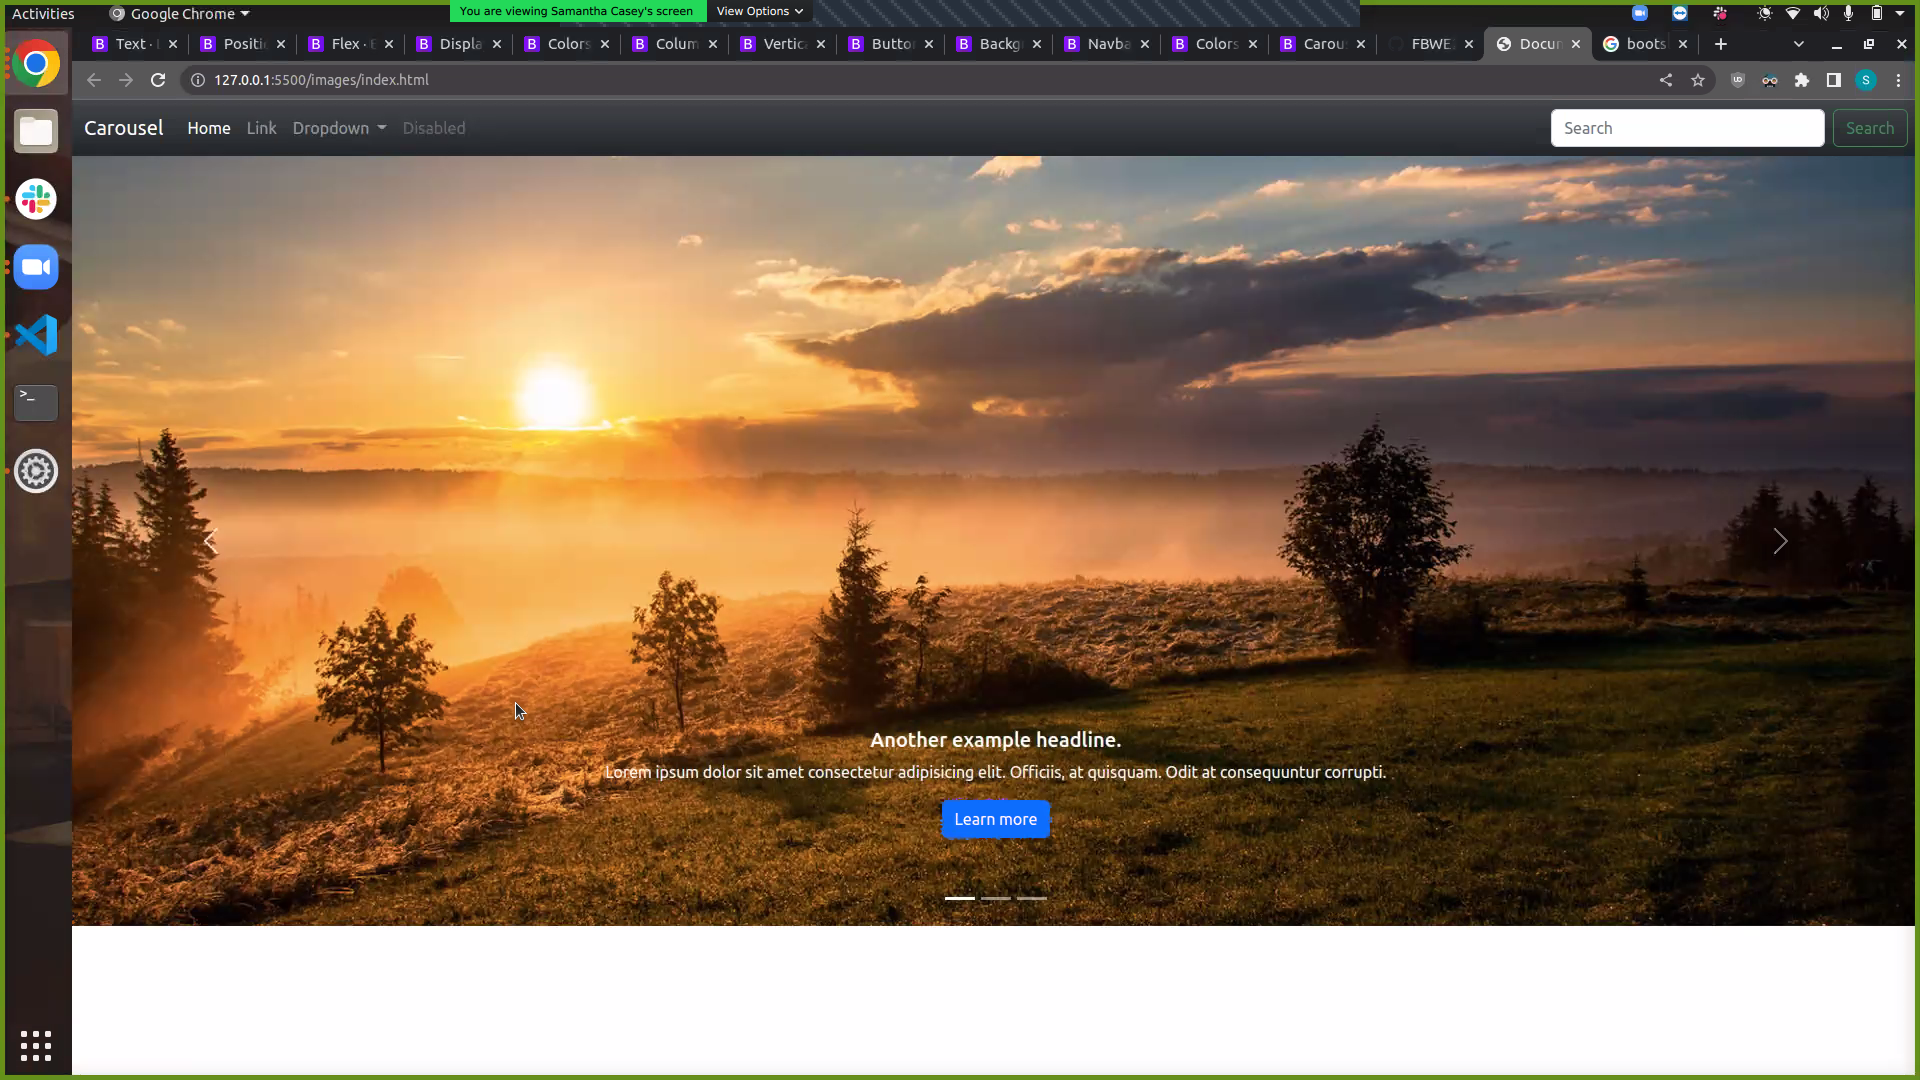 Activities
Google Chrome
You are viewing Samantha Casey's screen
View Options
Text
Positi
Flex
Displa
Colors
Colum
Vertic
Butto
Backg
Navba
Colors
Carou
FBWE
Docum
boots
127.0.0.1:5500/images/index.html
S
Carousel
Home
Link
Dropdown
Disabled
Search
Search
Another example headline.
Lorem ipsum dolor sit amet consectetur adipisicing elit. Officiis, at quisquam. Odit at consequuntur corrupti.
Learn more